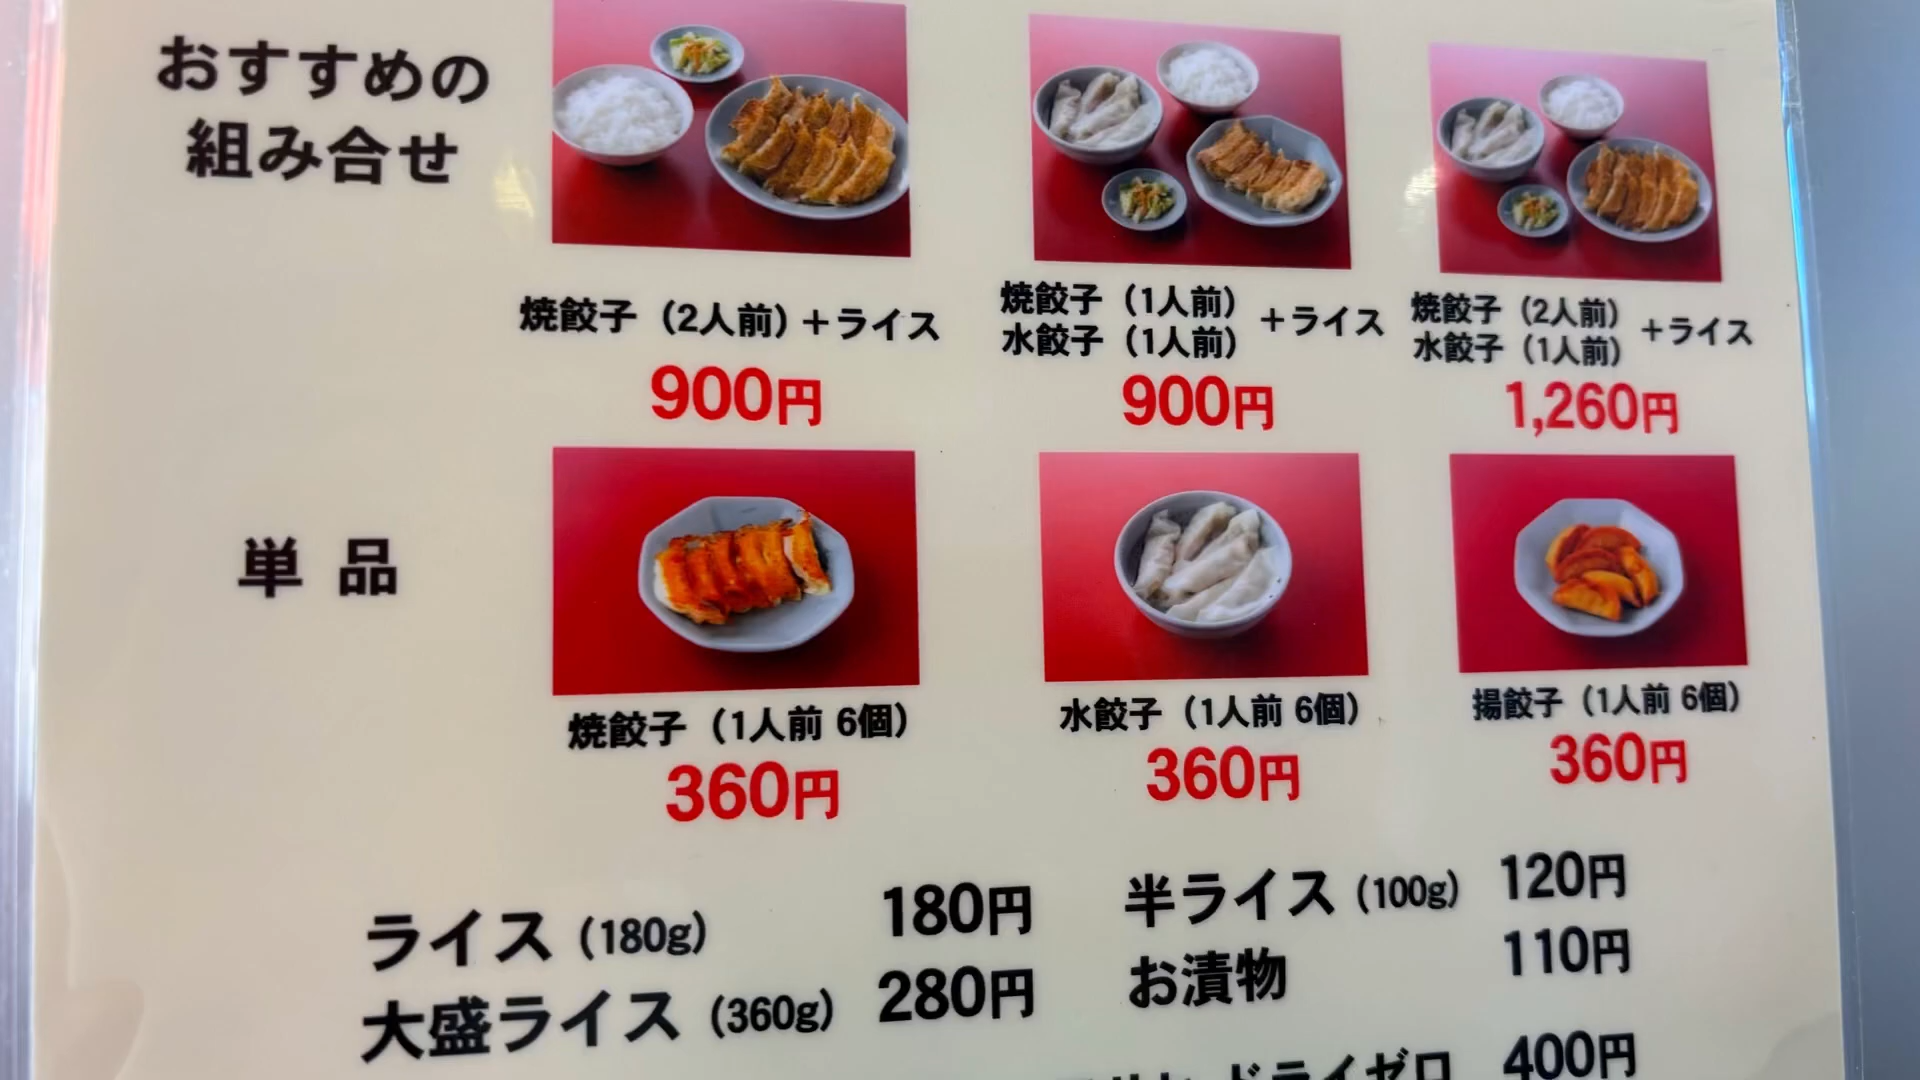 おすすめの
組み合せ
焼餃子（2人前）＋ライス
900円
焼餃子（1人前）
水餃子（1人前）
＋ライス
900円
焼餃子（2人前）
水餃子（1人前）
＋ライス
1,260円
単 品
焼餃子（1人前 6個）
360円
水餃子（1人前 6個）
360円
揚餃子（1人前 6個）
360円
ライス（180g） 180円
半ライス（100g） 120円
大盛ライス（360g） 280円
お漬物 110円
ドライゼロ 400円